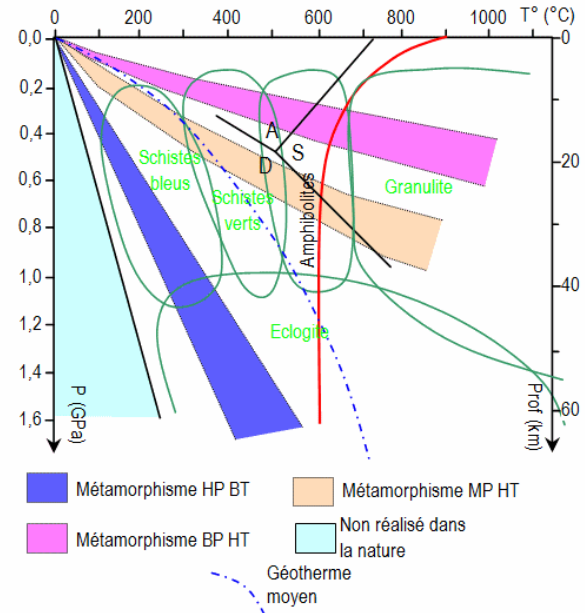 0 200 400 600 800 1000 T° (°C)
0,0
0,2
0,4
0,6
0,8
1,0
1,2
1,4
1,6
P (GPa)
0
20
40
60
Prof (km)
A
S
D
Schistes
bleus
Schistes
verts
Amphibolites
Granulite
Eclogite
Métamorphisme HP BT
Métamorphisme MP HT
Métamorphisme BP HT
Non réalisé dans
la nature
Géotherme
moyen